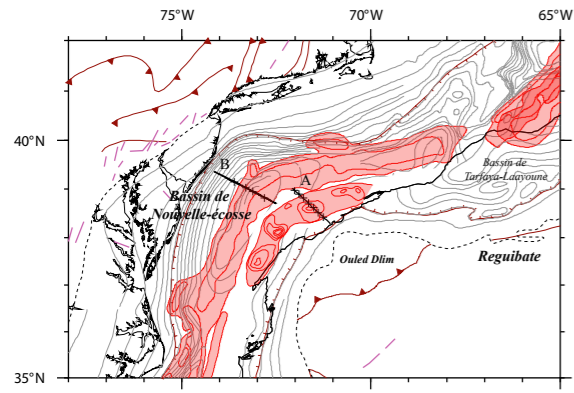 75°W 70°W 65°W
40°N
B
A
Bassin de
Tarfaya-Laayoune
Bassin de
Nouvelle-écosse
Ouled Dlim
Reguibate
35°N